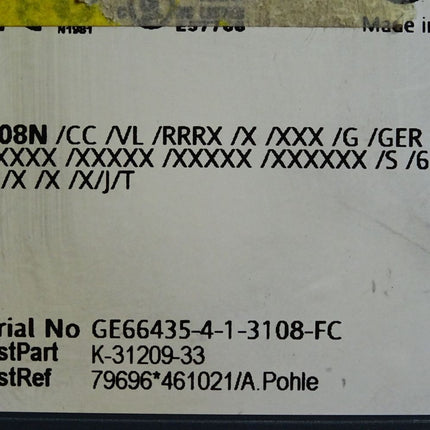 N1981 Made in
08N /CC /VL /RRRX /X /XXX /G /GER
XXXX /XXXXX /XXXXX /XXXXXX /S /6
/X /X /X/J/T
rial No GE66435-4-1-3108-FC
stPart K-31209-33
stRef 79696*461021/A.Pohle